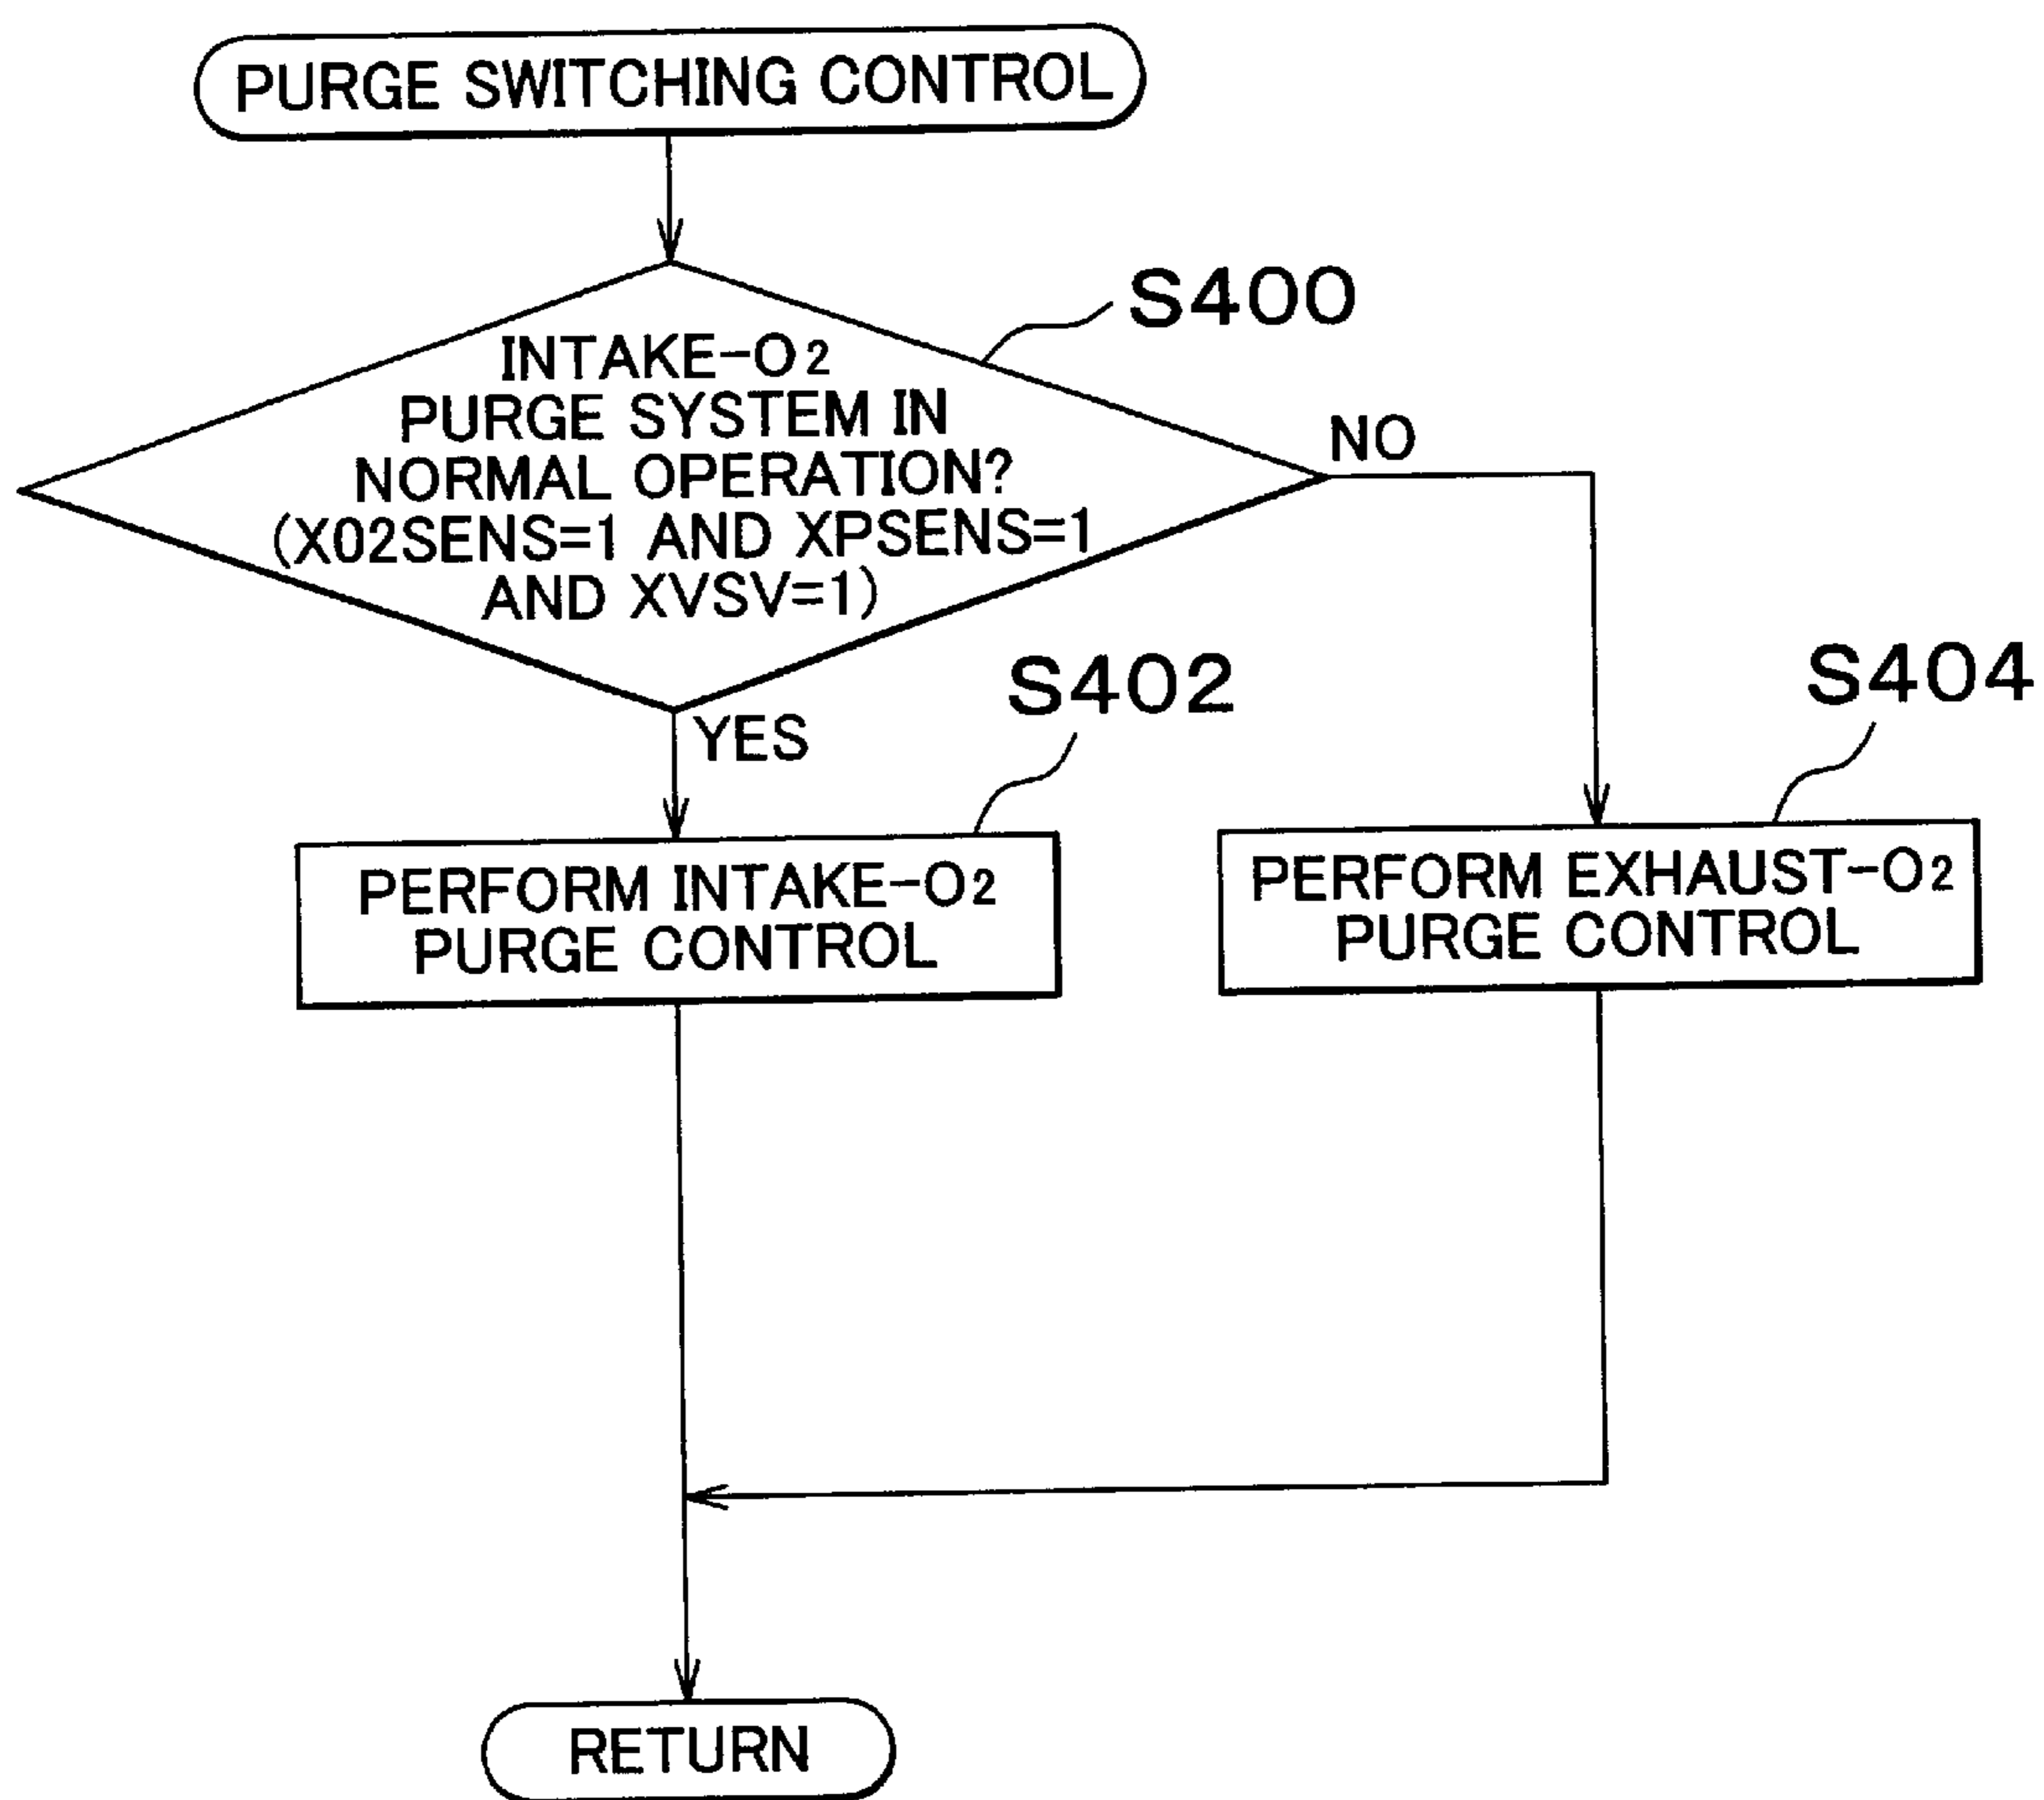 PURGE SWITCHING CONTROL
S400
INTAKE-O2
PURGE SYSTEM IN
NORMAL OPERATION?
(X02SENS=1 AND XPSENS=1
AND XVSV=1)
NO
YES
S402
S404
PERFORM INTAKE-O2
PURGE CONTROL
PERFORM EXHAUST-O2
PURGE CONTROL
RETURN